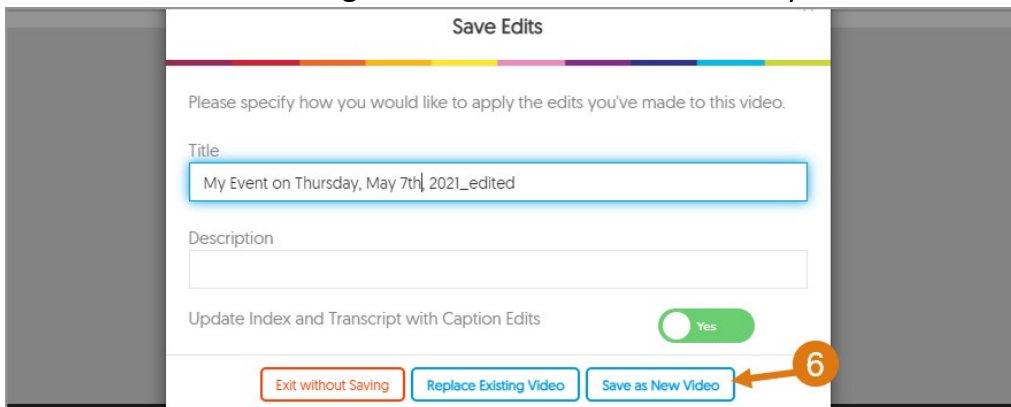 Save Edits
Please specify how you would like to apply the edits you've made to this video.
Title
My Event on Thursday, May 7th, 2021_edited
Description
Update Index and Transcript with Caption Edits Yes
Exit without Saving Replace Existing Video Save as New Video 6